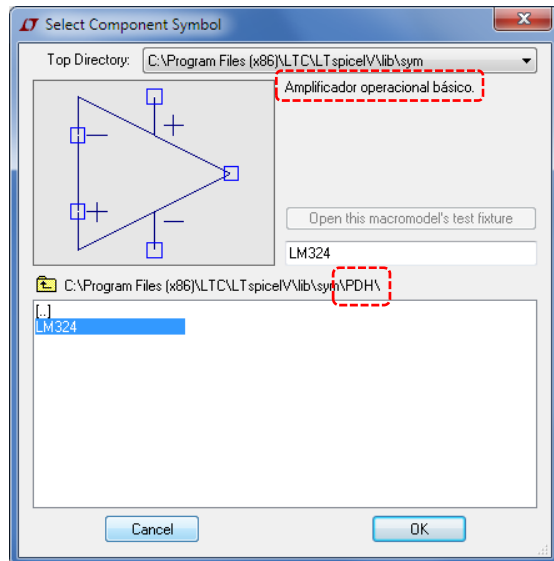 Select Component Symbol
Top Directory: C:\Program Files (x86)\LTC\LTspiceIV\lib\sym
Amplificador operacional básico.
Open this macromodel's test fixture
LM324
C:\Program Files (x86)\LTC\LTspiceIV\lib\sym\PDH\
[..]
LM324
Cancel OK